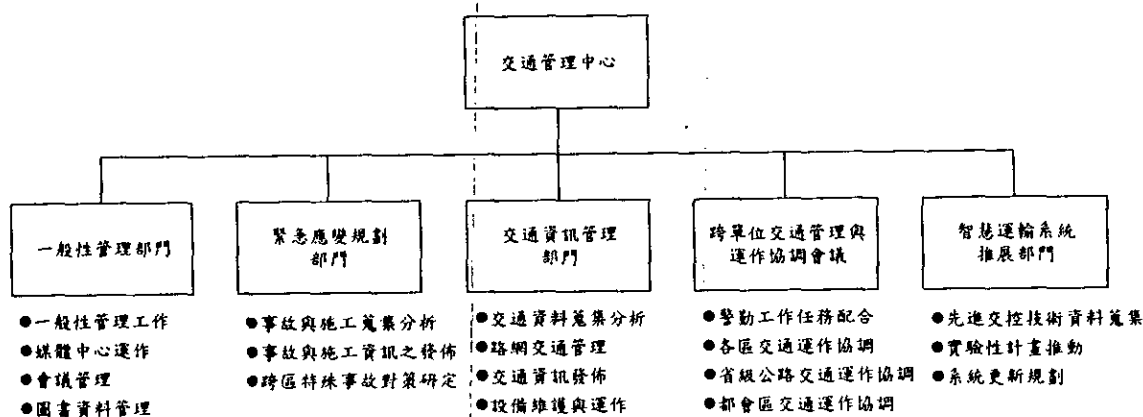 交通管理中心
一般性管理部門
緊急應變規劃
部門
交通資訊管理
部門
跨單位交通管理與
運作協調會議
智慧運輸系統
推展部門
●一般性管理工作
●媒體中心運作
●會議管理
●圖書資料管理
●事故與施工蒐集分析
●事故與施工資訊之發佈
●跨區特殊事故對策研定
●交通資料蒐集分析
●路網交通管理
●交通資訊發佈
●設備維護與運作
●警勤工作任務配合
●各區交通運作協調
●省級公路交通運作協調
●都會區交通運作協調
●先進交控技術資料蒐集
●實驗性計畫推動
●系統更新規劃